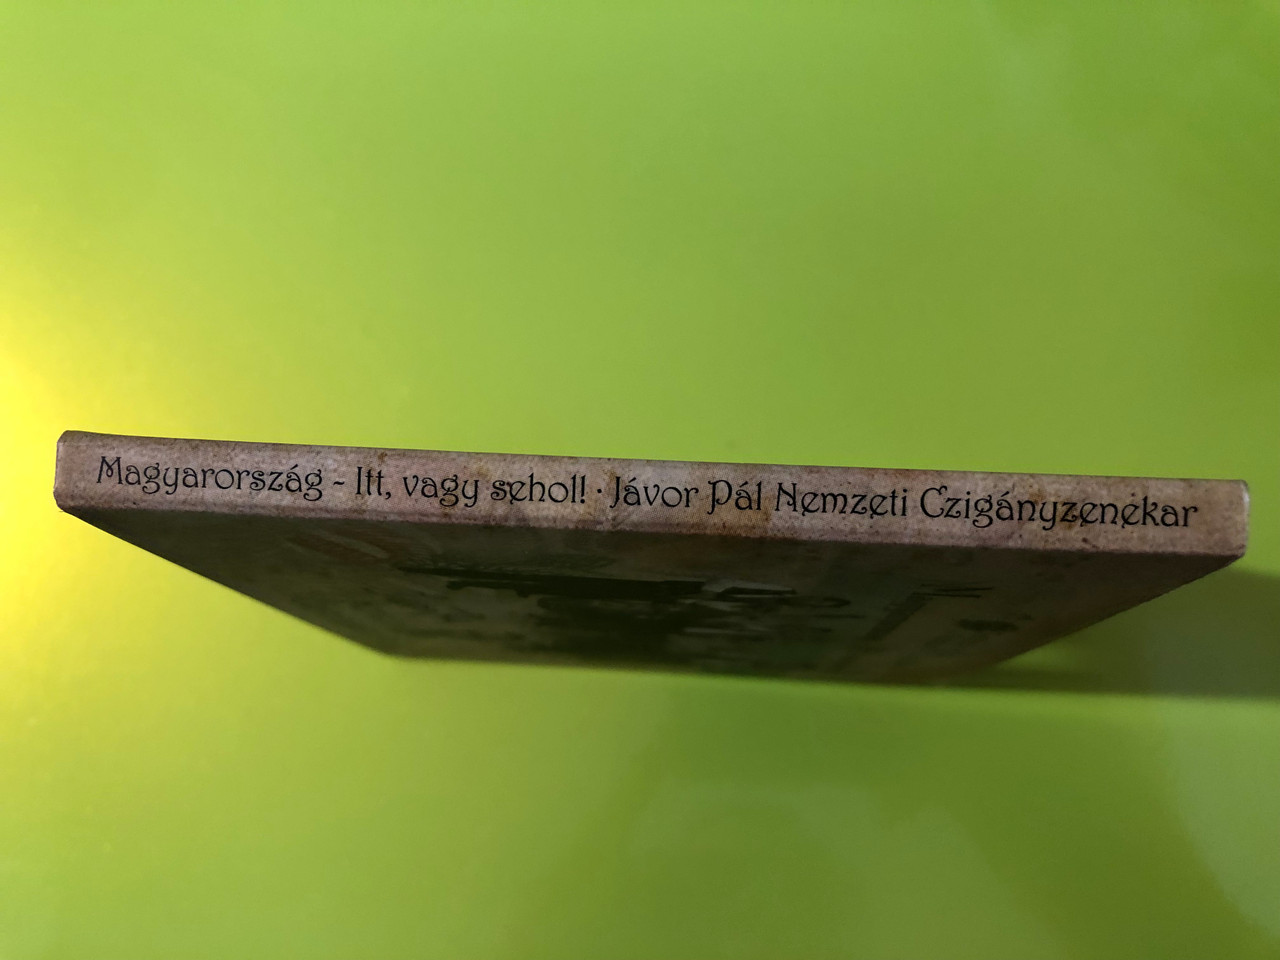 Magyarország - Itt, vagy sehol! · Jávor Pál Nemzeti Czigányzenekar